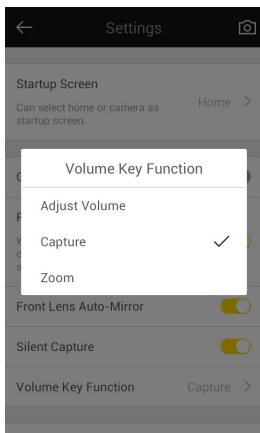 Settings
Startup Screen
Can select home or camera as
startup screen.
Home
Volume Key Function
Adjust Volume
Capture
Zoom
Front Lens Auto-Mirror
Silent Capture
Volume Key Function
Capture